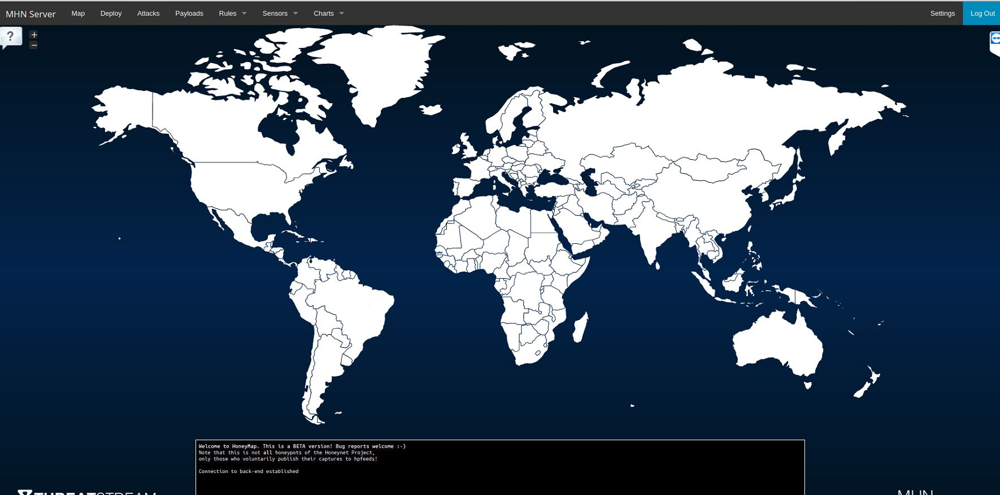 MHN Server Map Deploy Attacks Payloads Rules Sensors Charts Settings Log Out
?
+
−
Welcome to HoneyMap. This is a BETA version! Bug reports welcome :-)
Note that this is not all honeypots of the Honeynet Project,
only those who voluntarily publish their captures to hpfeeds!
Connection to back-end established
THREATSTREAM
MHN